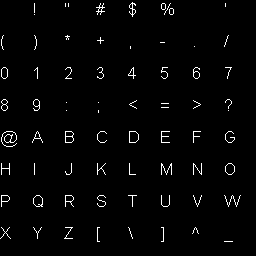 ! " # $ % '
( ) * + , - . /
0 1 2 3 4 5 6 7
8 9 : ; < = > ?
@ A B C D E F G
H I J K L M N O
P Q R S T U V W
X Y Z [ \ ] ^ _